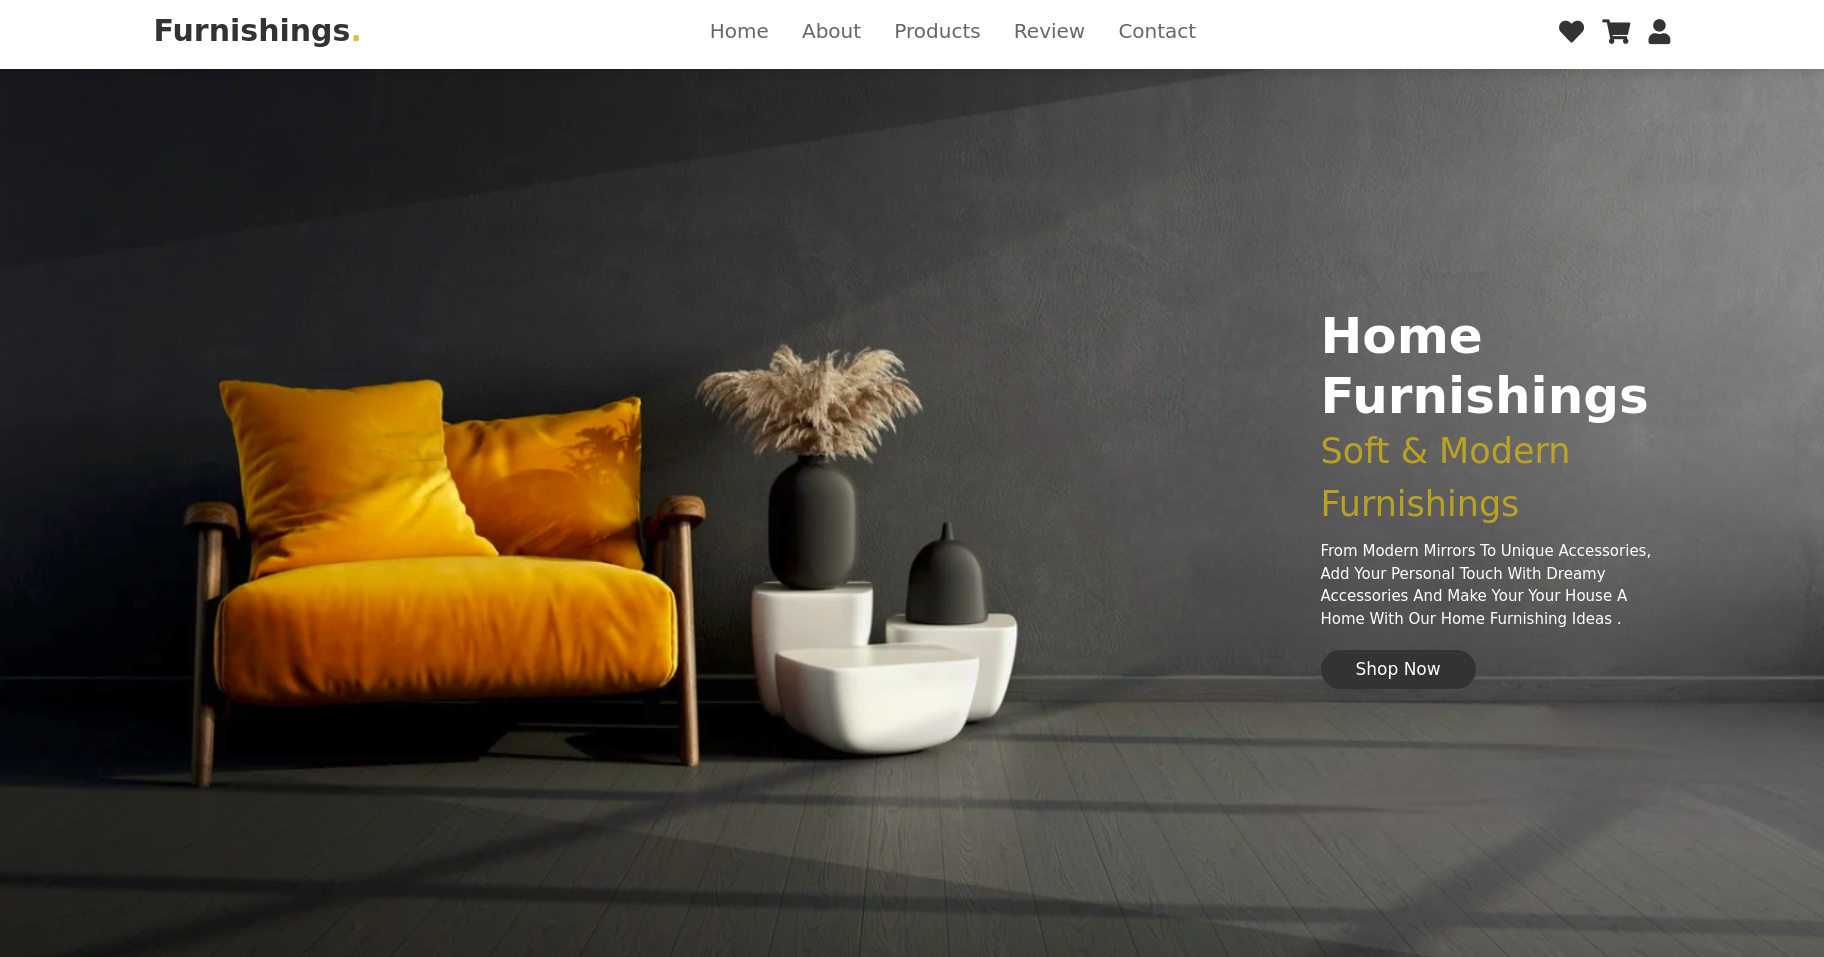 Furnishings.
Home About Products Review Contact
Home
Furnishings
Soft & Modern
Furnishings
From Modern Mirrors To Unique Accessories,
Add Your Personal Touch With Dreamy
Accessories And Make Your Your House A
Home With Our Home Furnishing Ideas .
Shop Now